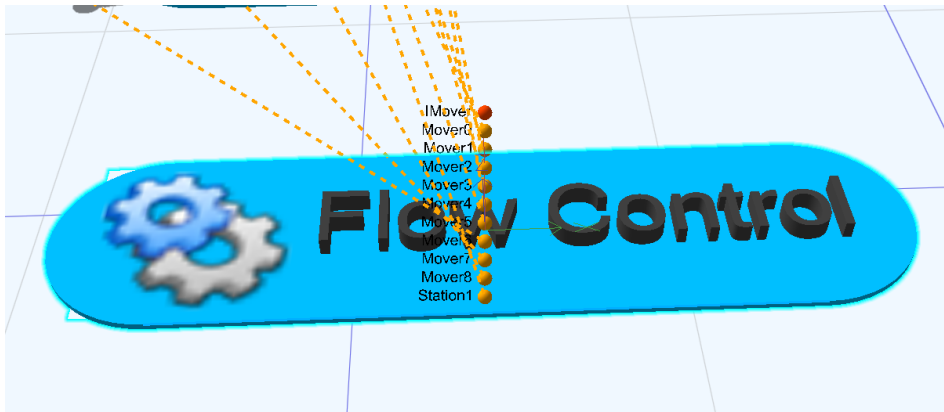 IMover
Mover0
Mover1
Mover2
Mover3
Mover4
Mover5
Mover6
Mover7
Mover8
Station1
Flow Control